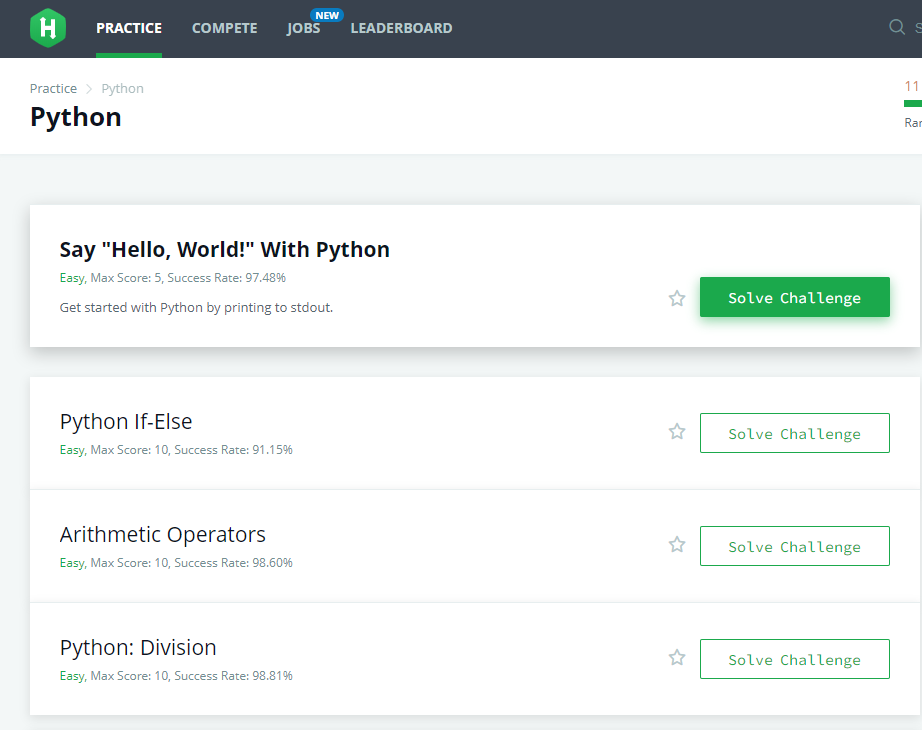 H PRACTICE COMPETE JOBS NEW LEADERBOARD
Practice > Python
Python
11
Say "Hello, World!" With Python
Easy, Max Score: 5, Success Rate: 97.48%
Get started with Python by printing to stdout.
Solve Challenge
Python If-Else
Easy, Max Score: 10, Success Rate: 91.15%
Solve Challenge
Arithmetic Operators
Easy, Max Score: 10, Success Rate: 98.60%
Solve Challenge
Python: Division
Easy, Max Score: 10, Success Rate: 98.81%
Solve Challenge